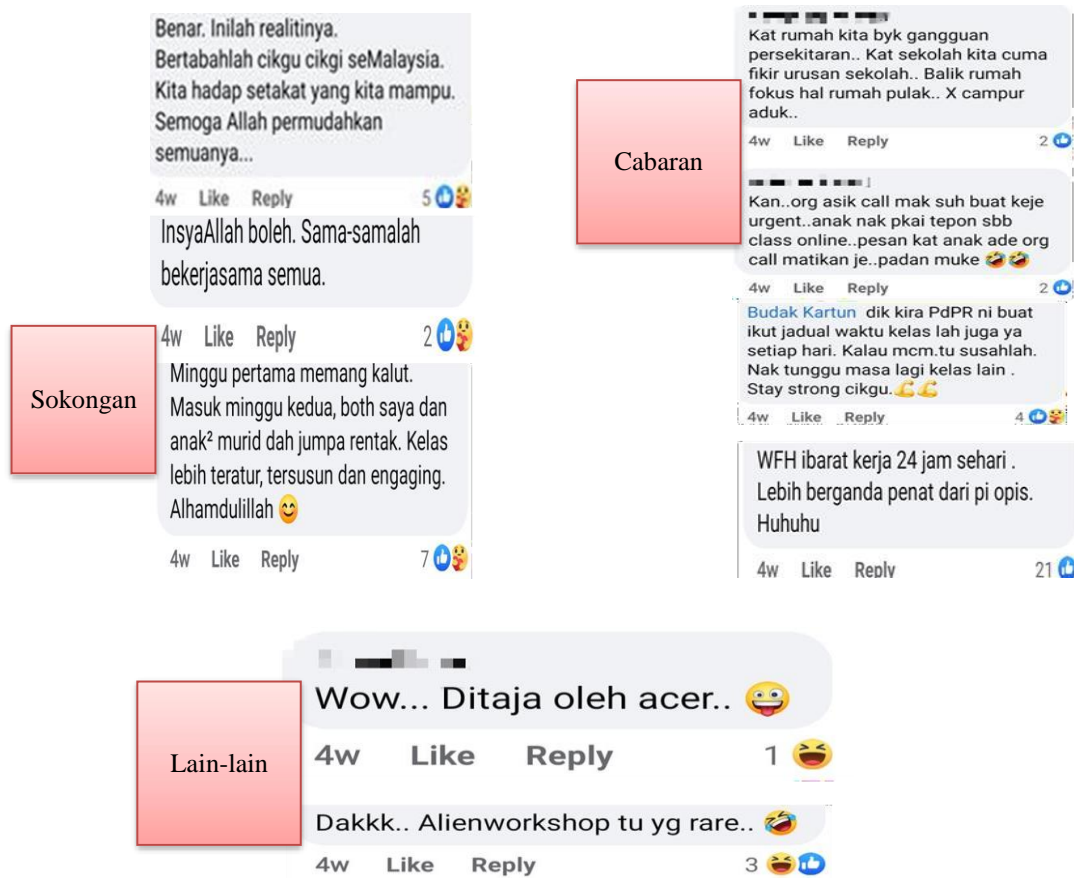 Benar. Inilah realitinya.
Bertabahlah cikgu cikgi seMalaysia.
Kita hadap setakat yang kita mampu.
Semoga Allah permudahkan
semuanya...
4w Like Reply 5
InsyaAllah boleh. Sama-samalah
bekerjasama semua.
4w Like Reply 2
Sokongan
Minggu pertama memang kalut.
Masuk minggu kedua, both saya dan
anak² murid dah jumpa rentak. Kelas
lebih teratur, tersusun dan engaging.
Alhamdulillah 😊
4w Like Reply 7
Cabaran
Kat rumah kita byk gangguan
persekitaran.. Kat sekolah kita cuma
fikir urusan sekolah.. Balik rumah
fokus hal rumah pulak.. X campur
aduk..
4w Like Reply 2
Kan..org asik call mak suh buat keje
urgent..anak nak pkai tepon sbb
class online..pesan kat anak ade org
call matikan je..padan muke 🤣🤣
4w Like Reply 2
Budak Kartun dik kira PdPR ni buat
ikut jadual waktu kelas lah juga ya
setiap hari. Kalau mcm.tu susahlah.
Nak tunggu masa lagi kelas lain .
Stay strong cikgu.💪💪
4w Like Reply 4
WFH ibarat kerja 24 jam sehari .
Lebih berganda penat dari pi opis.
Huhuhu
4w Like Reply 21
Lain-lain
Wow... Ditaja oleh acer.. 🤪
4w Like Reply 1
Dakkk.. Alienworkshop tu yg rare.. 🤣
4w Like Reply 3